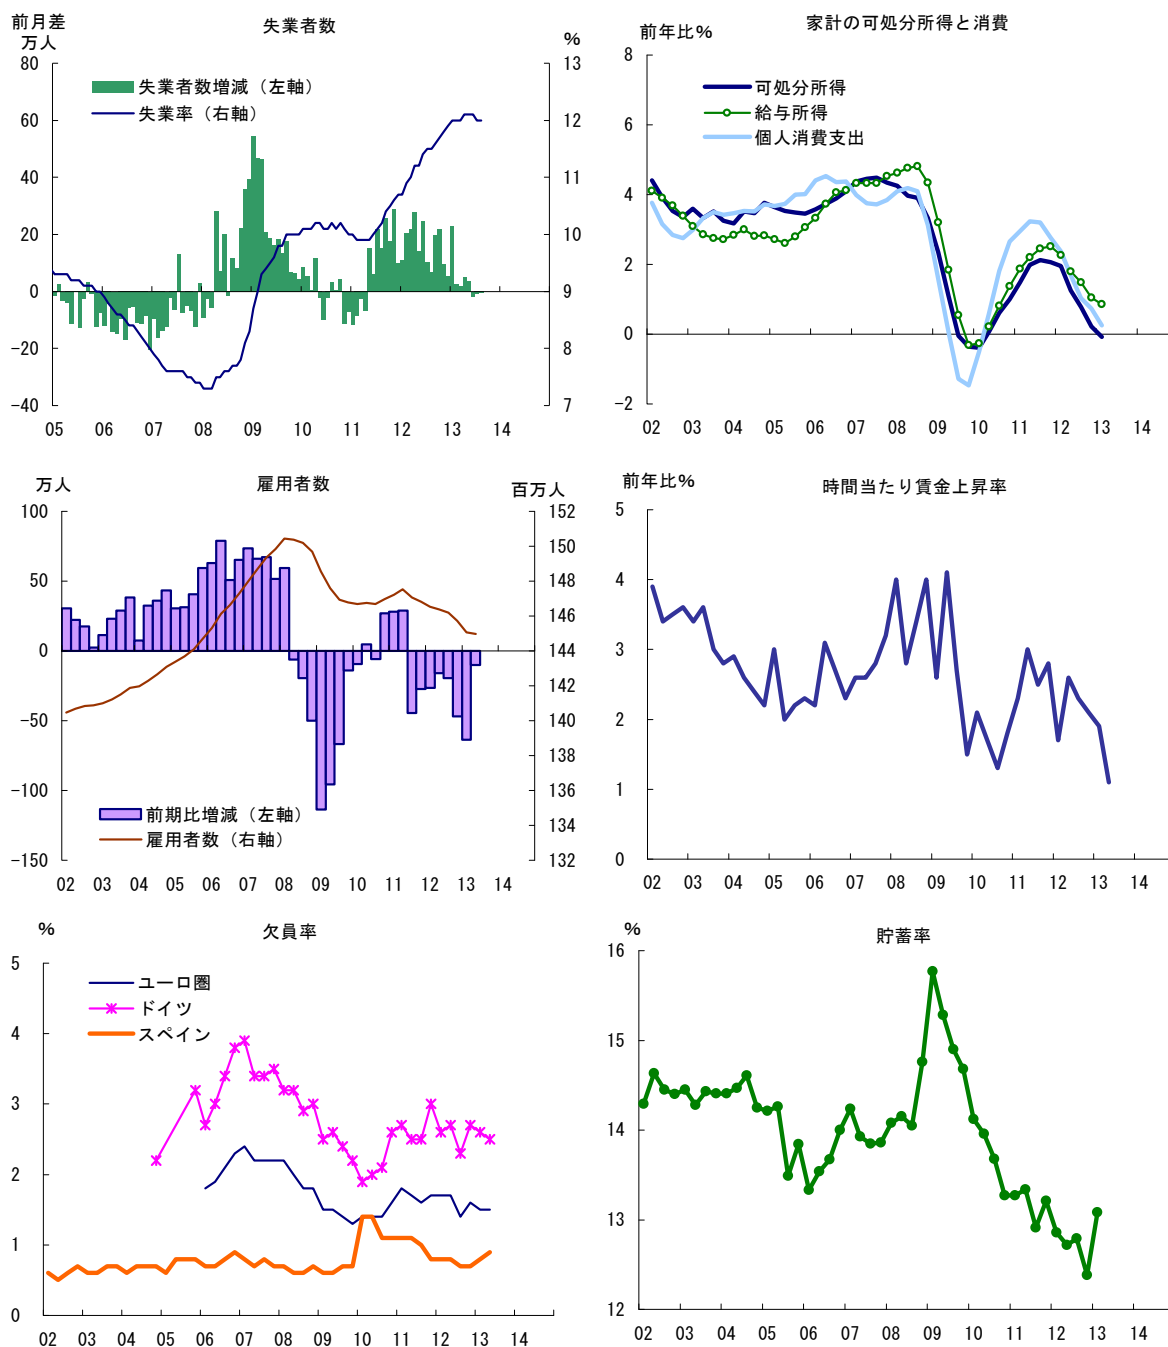 失業者数
前月差
万人
%
80
60
40
20
0
-20
-40
13
12
11
10
9
8
7
失業者数増減（左軸）
失業率（右軸）
05 06 07 08 09 10 11 12 13 14
家計の可処分所得と消費
前年比%
8
6
4
2
0
-2
可処分所得
給与所得
個人消費支出
02 03 04 05 06 07 08 09 10 11 12 13 14
雇用者数
万人
百万人
100
50
0
-50
-100
-150
152
150
148
146
144
142
140
138
136
134
132
前期比増減（左軸）
雇用者数（右軸）
02 03 04 05 06 07 08 09 10 11 12 13 14
時間当たり賃金上昇率
前年比%
5
4
3
2
1
0
02 03 04 05 06 07 08 09 10 11 12 13 14
欠員率
%
5
4
3
2
1
0
ユーロ圏
ドイツ
スペイン
02 03 04 05 06 07 08 09 10 11 12 13 14
貯蓄率
%
16
15
14
13
12
02 03 04 05 06 07 08 09 10 11 12 13 14